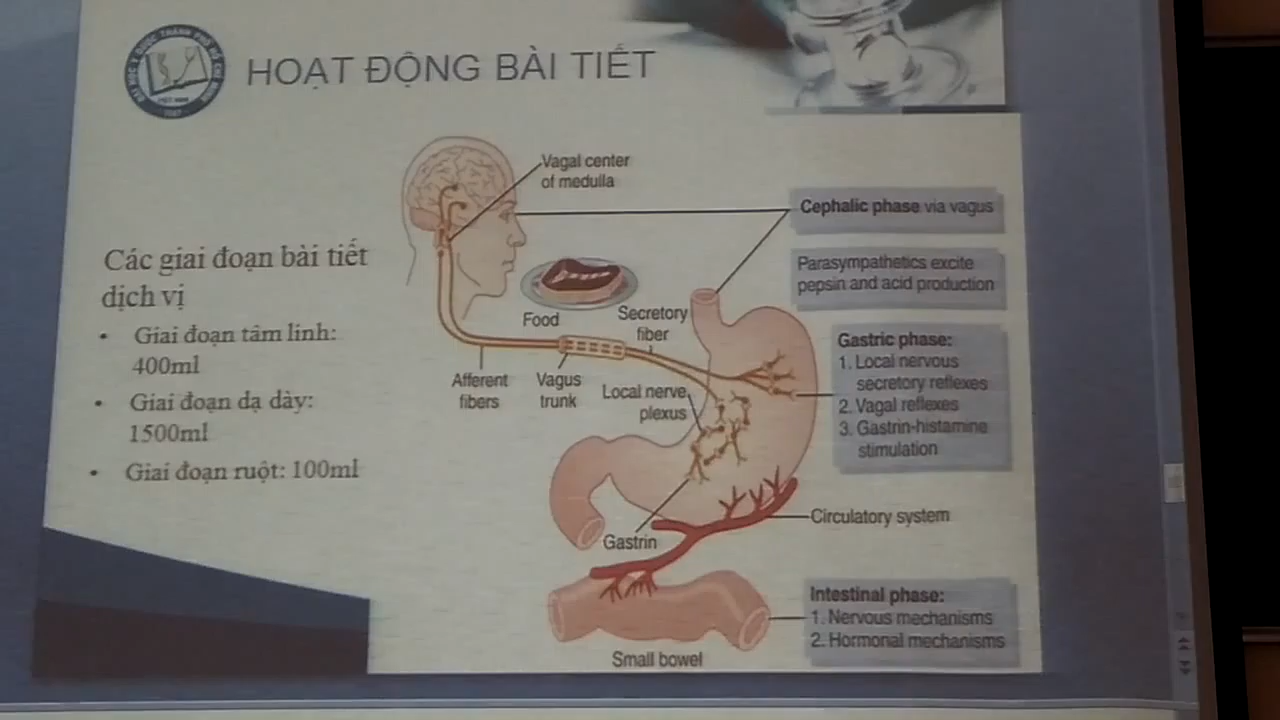 HOẠT ĐỘNG BÀI TIẾT
Các giai đoạn bài tiết
dịch vị
• Giai đoạn tâm linh:
400ml
• Giai đoạn dạ dày:
1500ml
• Giai đoạn ruột: 100ml
Vagal center
of medulla
Cephalic phase via vagus
Parasympathetics excite
pepsin and acid production
Food
Secretory
fiber
Gastric phase:
1. Local nervous
secretory reflexes
2. Vagal reflexes
3. Gastrin-histamine
stimulation
Afferent
fibers
Vagus
trunk
Local nerve
plexus
Circulatory system
Gastrin
Intestinal phase:
1. Nervous mechanisms
2. Hormonal mechanisms
Small bowel